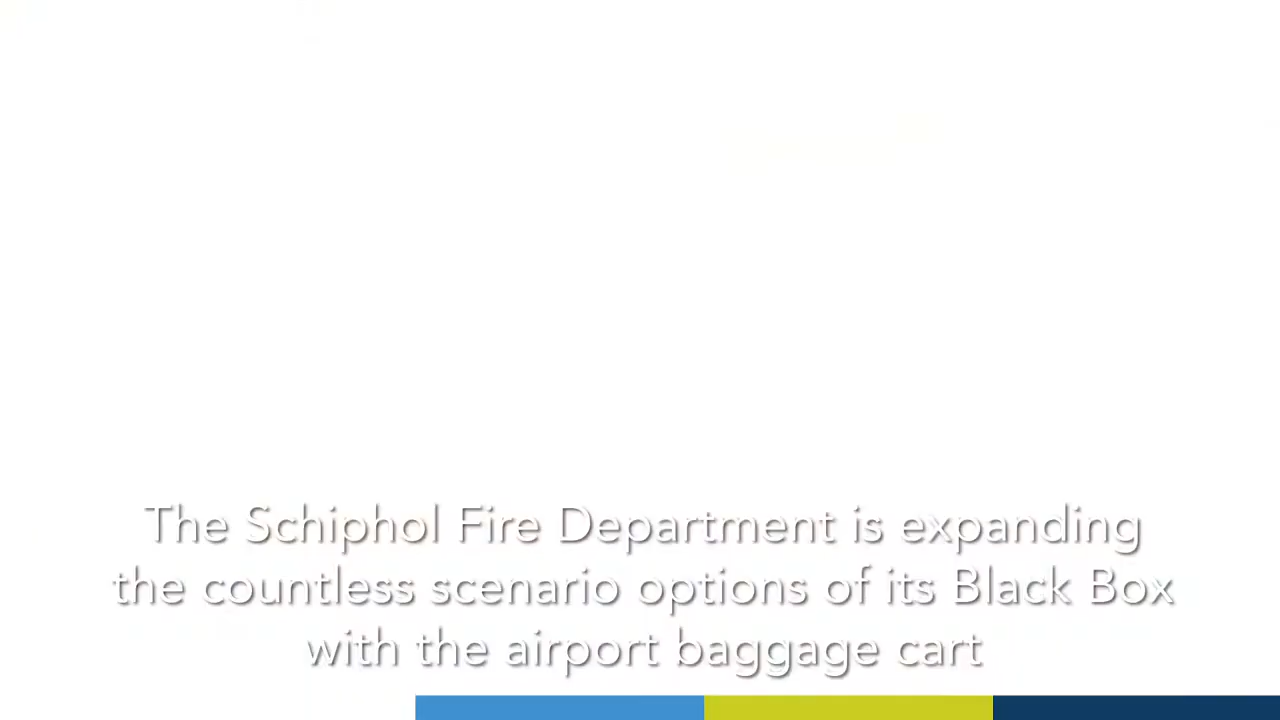 The Schiphol Fire Department is expanding
the countless scenario options of its Black Box
with the airport baggage cart